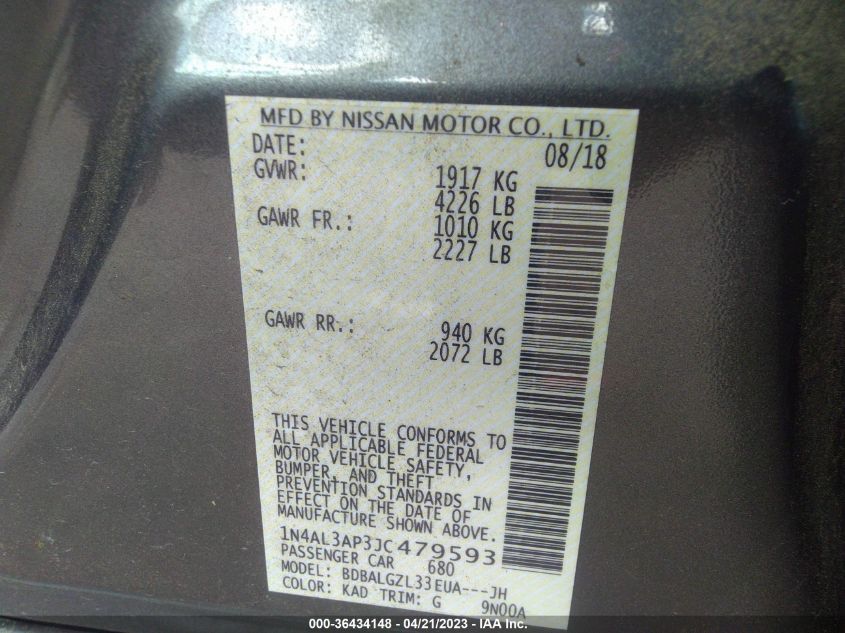 MFD BY NISSAN MOTOR CO., LTD.
DATE: 08/18
GVWR: 1917 KG
4226 LB
GAWR FR.: 1010 KG
2227 LB
GAWR RR.: 940 KG
2072 LB
THIS VEHICLE CONFORMS TO
ALL APPLICABLE FEDERAL
MOTOR VEHICLE SAFETY,
BUMPER, AND THEFT
PREVENTION STANDARDS IN
EFFECT ON THE DATE OF
MANUFACTURE SHOWN ABOVE.
1N4AL3AP3JC479593
PASSENGER CAR 680
MODEL: BDBALGZL33EUA---JH
COLOR: KAD TRIM: G 9N00A
000-36434148 - 04/21/2023 - IAA Inc.